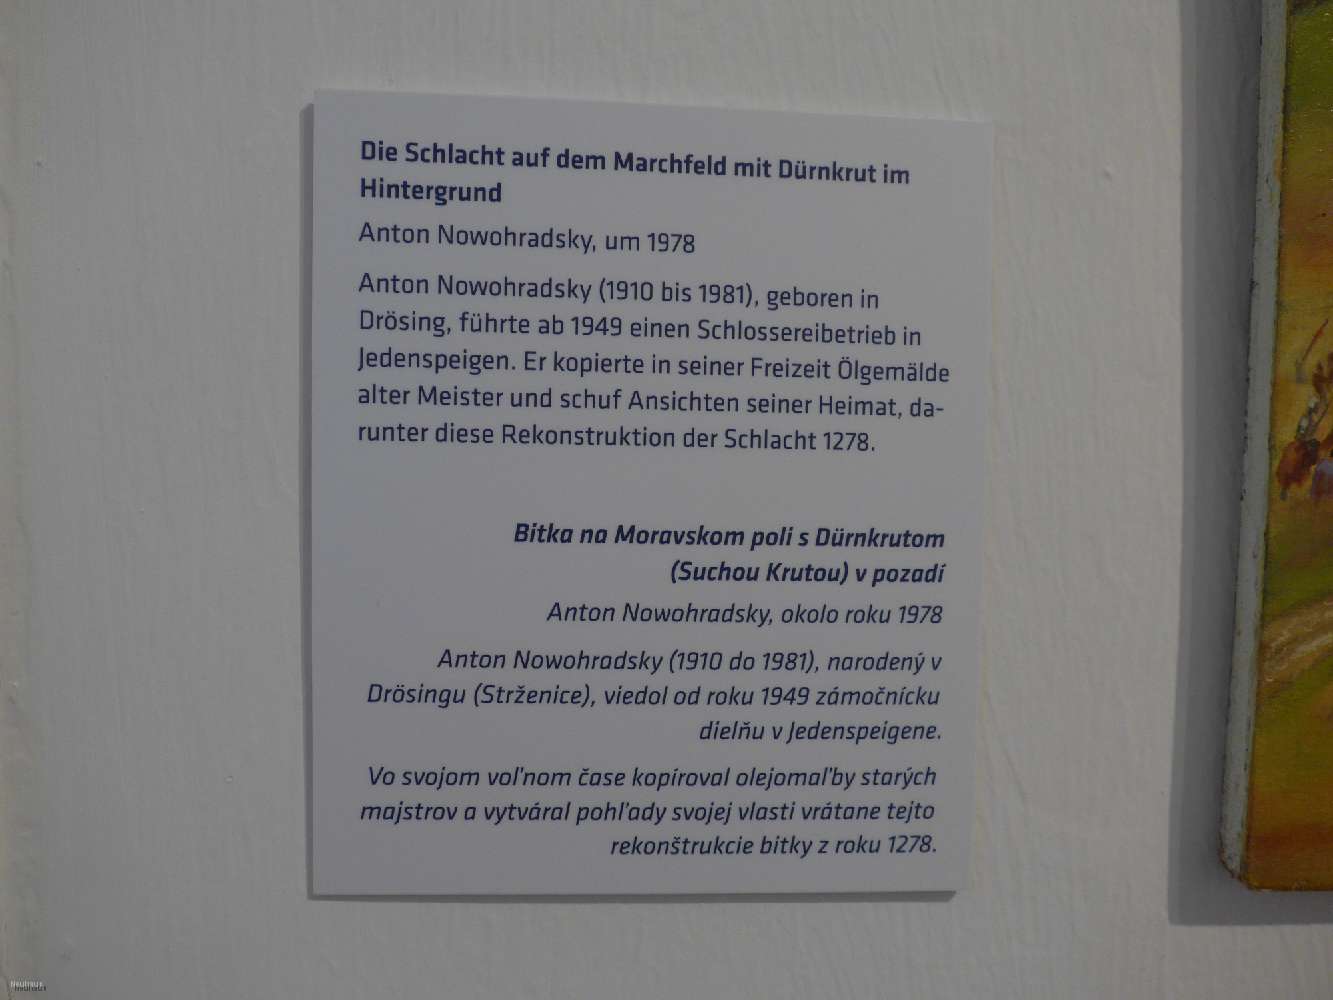 Die Schlacht auf dem Marchfeld mit Dürnkrut im
Hintergrund
Anton Nowohradsky, um 1978
Anton Nowohradsky (1910 bis 1981), geboren in
Drösing, führte ab 1949 einen Schlossereibetrieb in
Jedenspeigen. Er kopierte in seiner Freizeit Ölgemälde
alter Meister und schuf Ansichten seiner Heimat, da-
runter diese Rekonstruktion der Schlacht 1278.
Bitka na Moravskom poli s Dürnkrutom
(Suchou Krutou) v pozadí
Anton Nowohradsky, okolo roku 1978
Anton Nowohradsky (1910 do 1981), narodený v
Drösingu (Strženice), viedol od roku 1949 zámočnícku
dielňu v Jedenspeigene.
Vo svojom voľnom čase kopíroval olejomaľby starých
majstrov a vytváral pohľady svojej vlasti vrátane tejto
rekonštrukcie bitky z roku 1278.